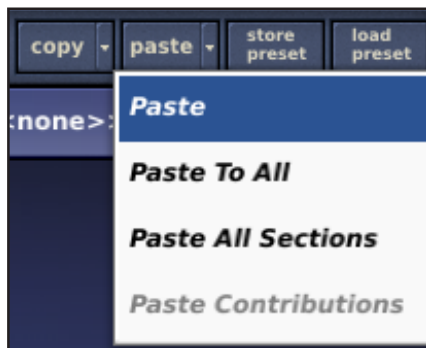 copy
paste
store
preset
load
preset
<none>>
Paste
Paste To All
Paste All Sections
Paste Contributions